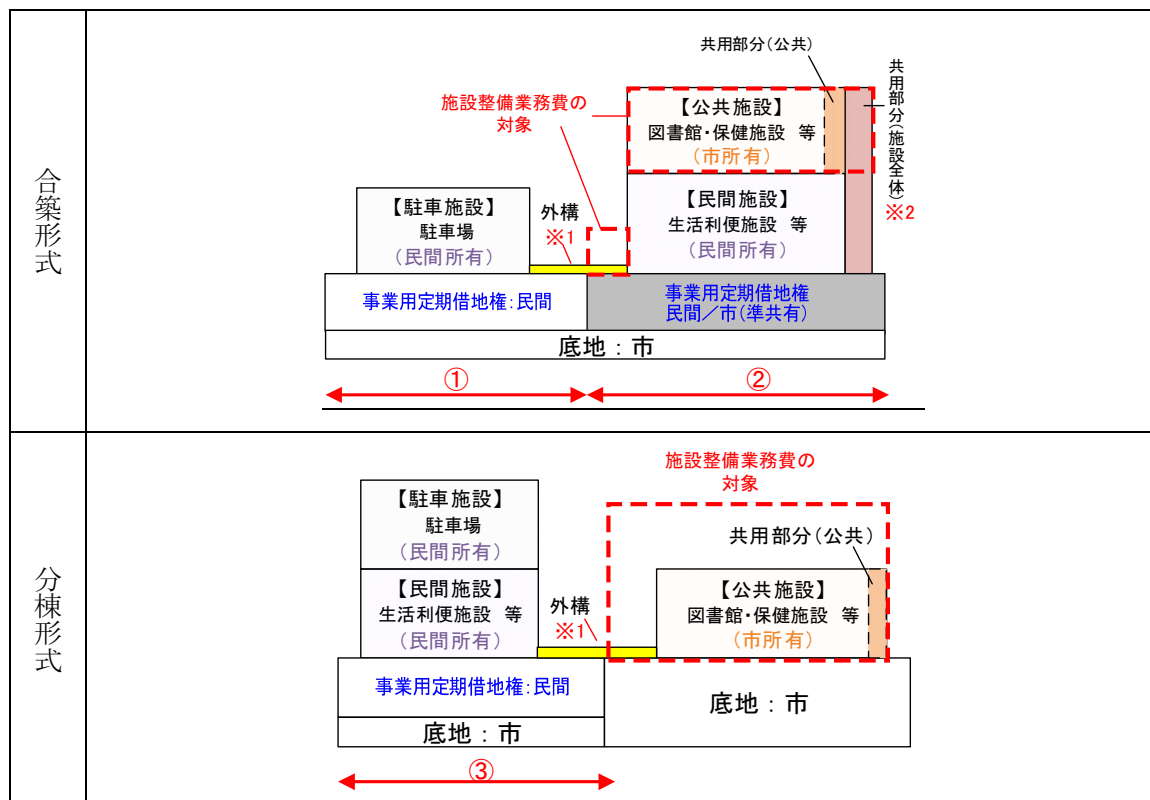 合築形式
共用部分(公共)
共用部分(施設全体)
※2
施設整備業務費の
対象
【公共施設】
図書館・保健施設 等
(市所有)
【駐車施設】
駐車場
(民間所有)
外構
※1
【民間施設】
生活利便施設 等
(民間所有)
事業用定期借地権:民間
事業用定期借地権
民間/市(準共有)
底地:市
①
②
分棟形式
施設整備業務費の
対象
【駐車施設】
駐車場
(民間所有)
共用部分(公共)
【民間施設】
生活利便施設 等
(民間所有)
外構
※1
【公共施設】
図書館・保健施設 等
(市所有)
事業用定期借地権:民間
底地:市
底地:市
③